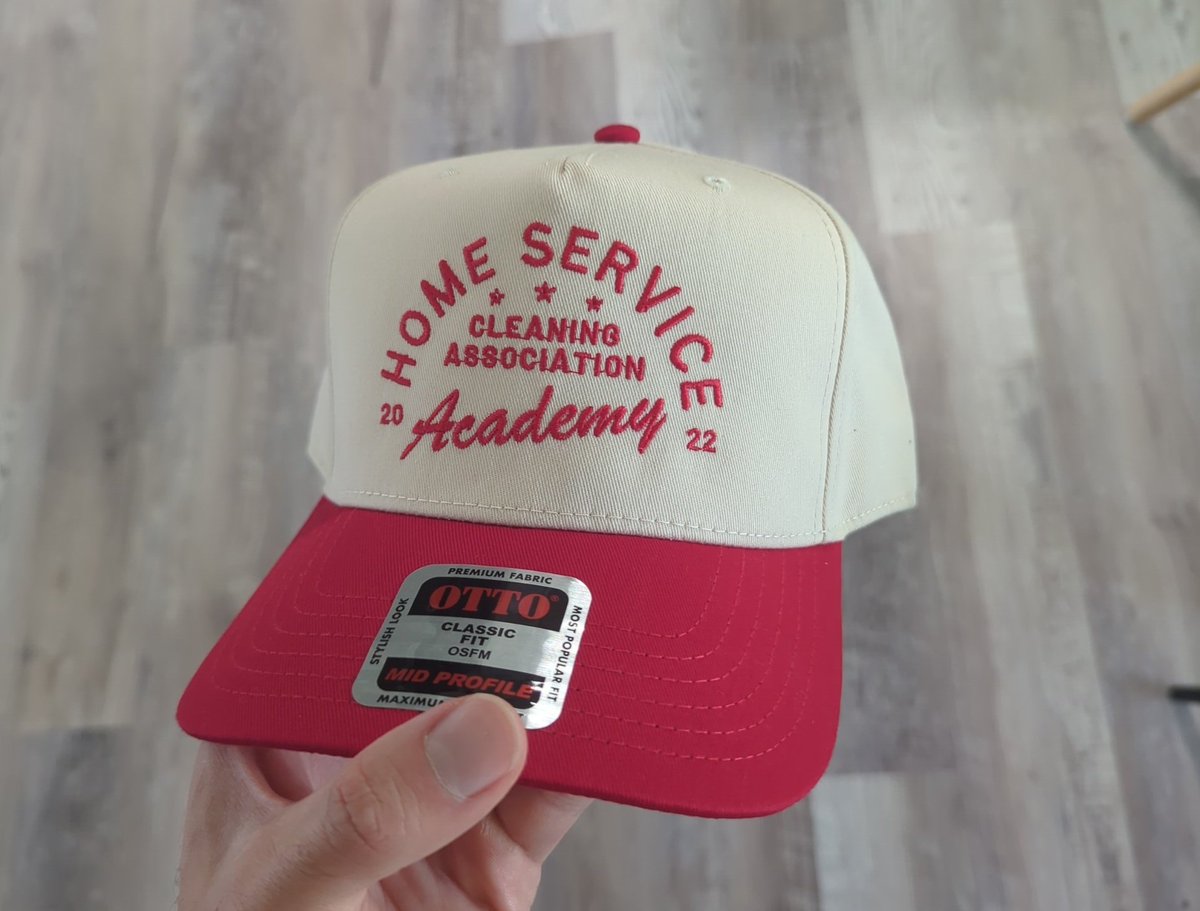 HOME SERVICE
CLEANING
ASSOCIATION
Academy
20
22
PREMIUM FABRIC
STYLISH LOOK
OTTO®
CLASSIC
FIT
OSFM
MID PROFILE
MOST POPULAR FIT